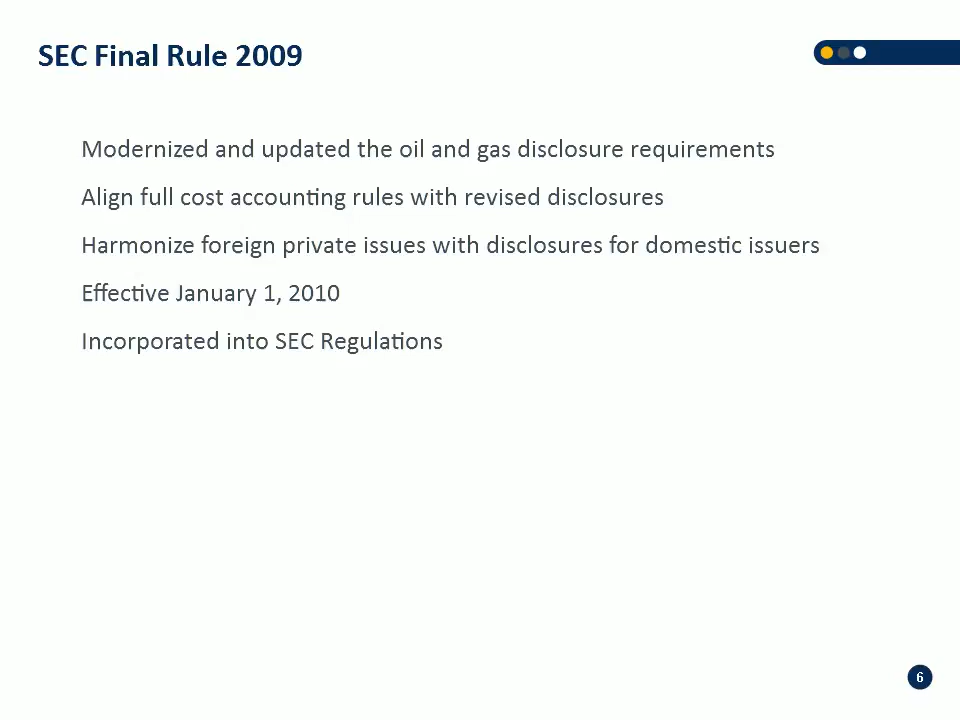 SEC Final Rule 2009
Modernized and updated the oil and gas disclosure requirements
Align full cost accounting rules with revised disclosures
Harmonize foreign private issues with disclosures for domestic issuers
Effective January 1, 2010
Incorporated into SEC Regulations
6